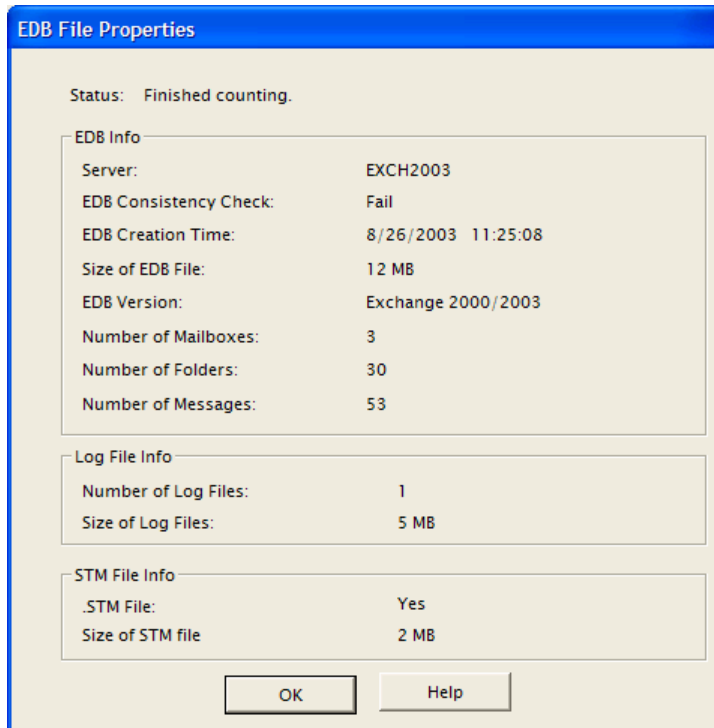 EDB File Properties
Status: Finished counting.
EDB Info
Server: EXCH2003
EDB Consistency Check: Fail
EDB Creation Time: 8/26/2003 11:25:08
Size of EDB File: 12 MB
EDB Version: Exchange 2000/2003
Number of Mailboxes: 3
Number of Folders: 30
Number of Messages: 53
Log File Info
Number of Log Files: 1
Size of Log Files: 5 MB
STM File Info
.STM File: Yes
Size of STM file 2 MB
OK Help